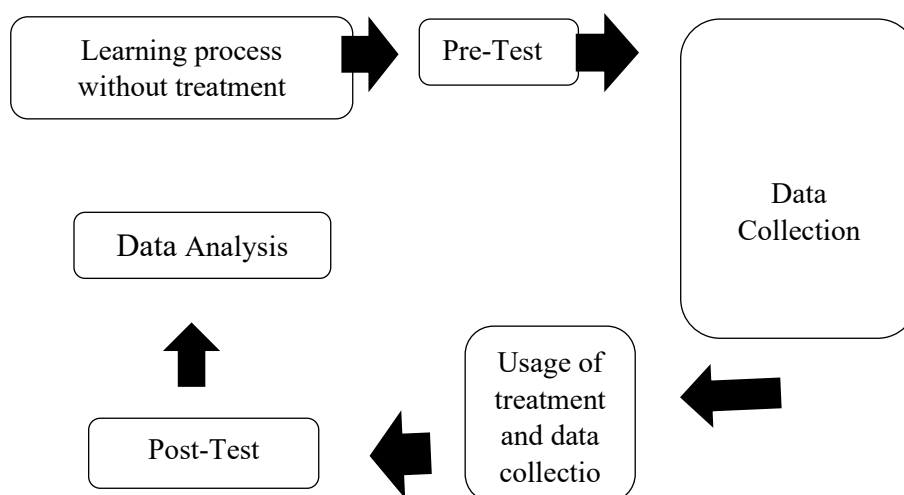 Learning process
without treatment
Pre-Test
Data
Collection
Usage of
treatment
and data
collectio
Post-Test
Data Analysis